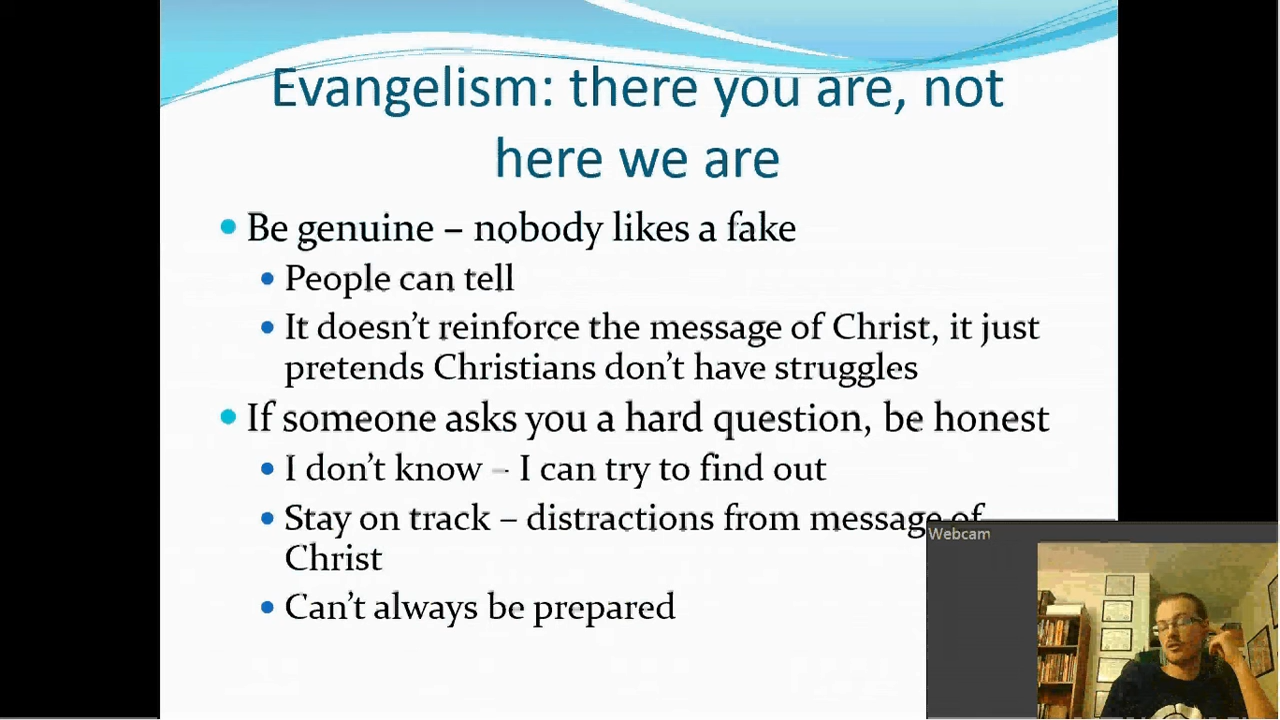 Evangelism: there you are, not
here we are
• Be genuine – nobody likes a fake
• People can tell
• It doesn't reinforce the message of Christ, it just
pretends Christians don't have struggles
• If someone asks you a hard question, be honest
• I don't know – I can try to find out
• Stay on track – distractions from message of
Christ
• Can't always be prepared
Webcam